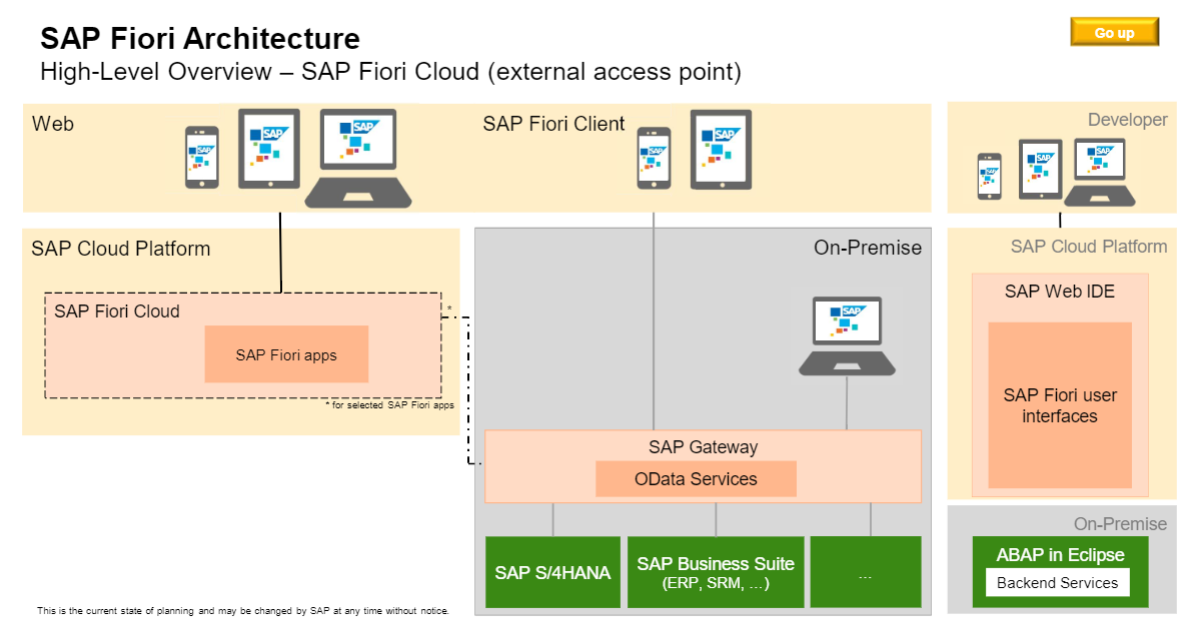 SAP Fiori Architecture
Go up
High-Level Overview – SAP Fiori Cloud (external access point)
Web
SAP
SAP
SAP
SAP Fiori Client
SAP
SAP
Developer
SAP
SAP
SAP
SAP Cloud Platform
On-Premise
SAP Cloud Platform
SAP Fiori Cloud
*
SAP Fiori apps
* for selected SAP Fiori apps
SAP
SAP Web IDE
SAP Fiori user
interfaces
SAP Gateway
OData Services
SAP S/4HANA
SAP Business Suite
(ERP, SRM, …)
…
On-Premise
ABAP in Eclipse
Backend Services
This is the current state of planning and may be changed by SAP at any time without notice.